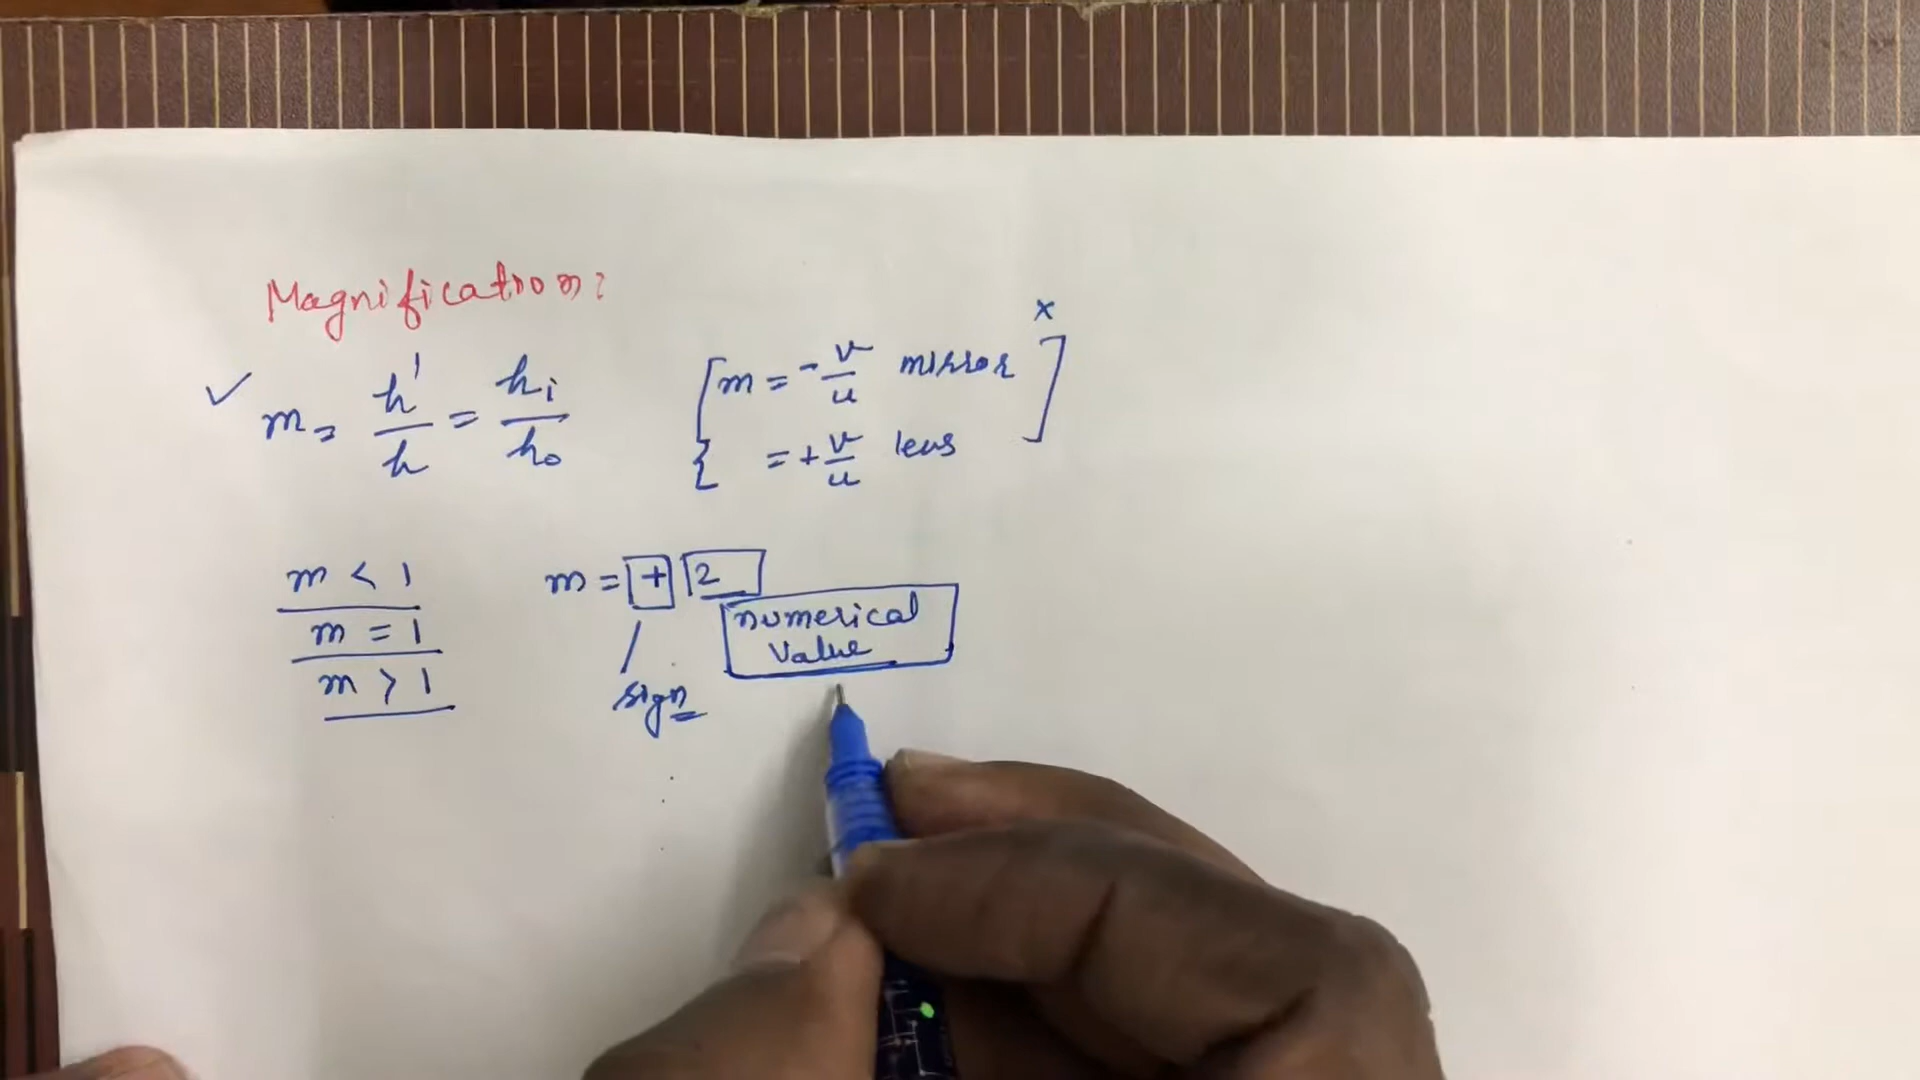 Magnification:
✓ m = h'/h = hi/ho
[m = -v/u mirror] x
{ = +v/u lens
m < 1
m = 1
m > 1
m = + 2
numerical
value
sign